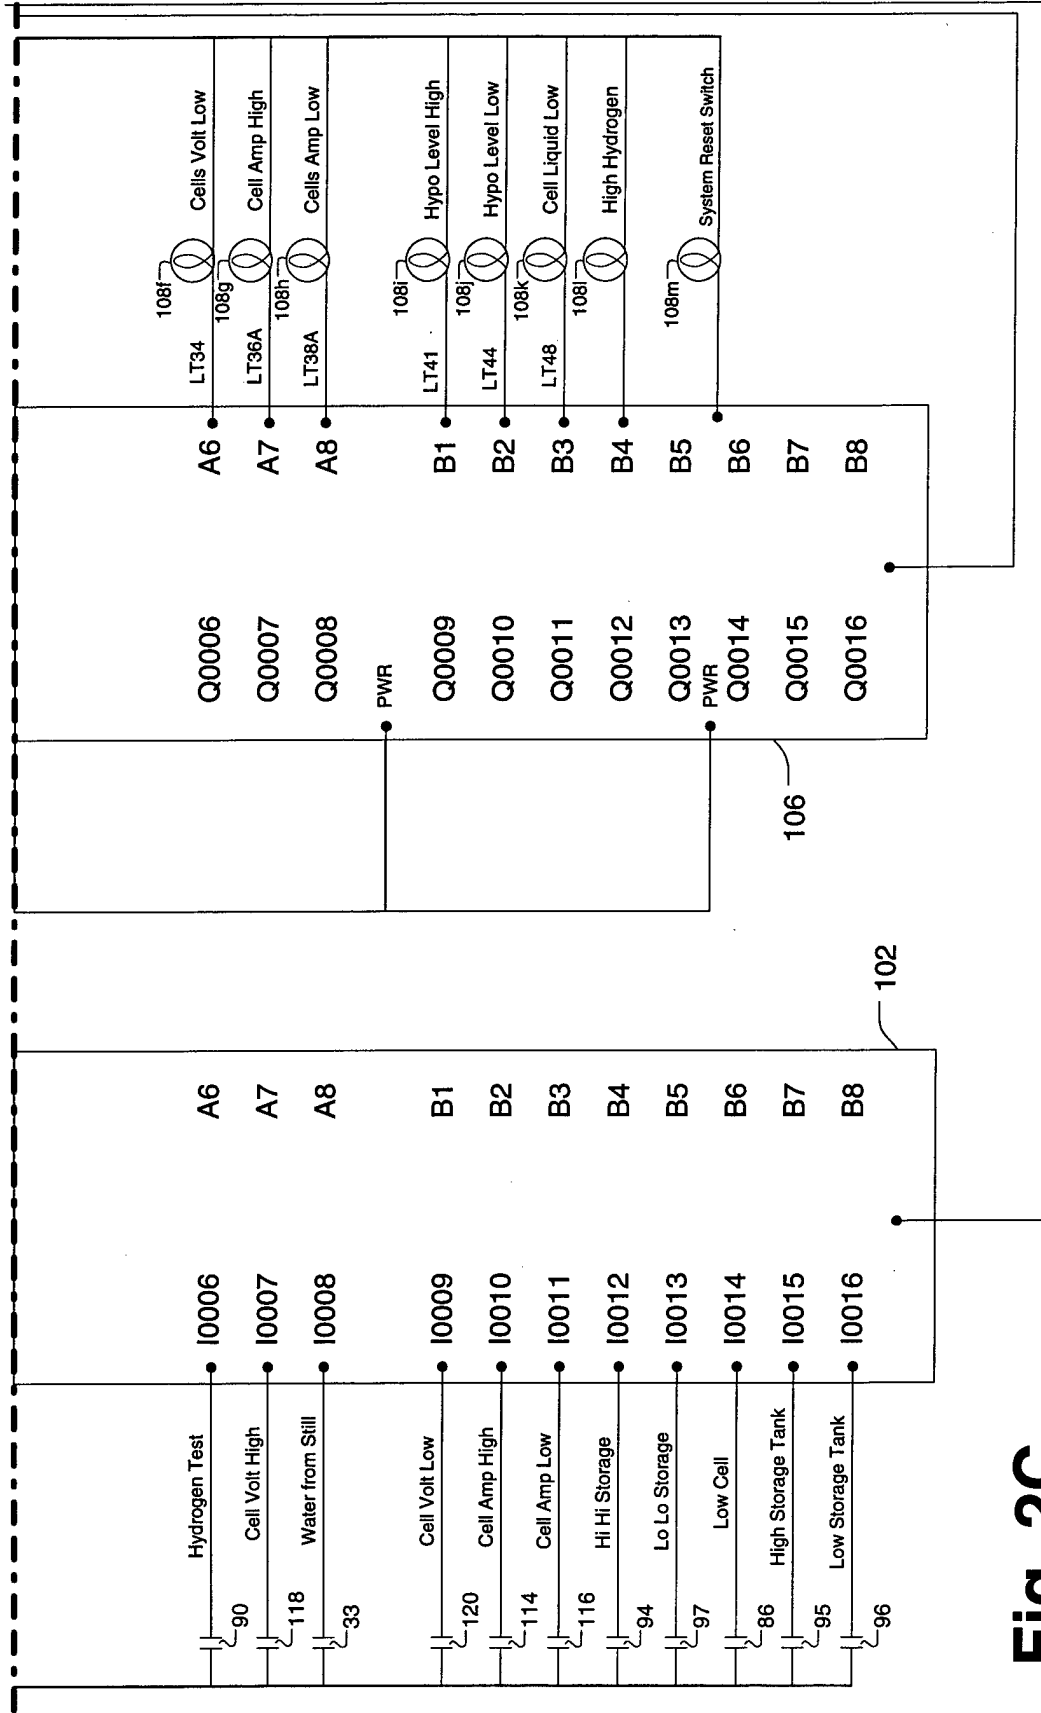 Hydrogen Test
Cell Volt High
Water from Still
Cell Volt Low
Cell Amp High
Cell Amp Low
Hi Hi Storage
Lo Lo Storage
Low Cell
High Storage Tank
Low Storage Tank
90
118
33
120
114
116
94
97
86
95
96
I0006 A6
I0007 A7
I0008 A8
I0009 B1
I0010 B2
I0011 B3
I0012 B4
I0013 B5
I0014 B6
I0015 B7
I0016 B8
102
106
Q0006 A6
Q0007 A7
Q0008 A8
PWR
Q0009 B1
Q0010 B2
Q0011 B3
Q0012 B4
Q0013 B5
PWR
Q0014 B6
Q0015 B7
Q0016 B8
LT34 108f Cells Volt Low
LT36A 108g Cell Amp High
LT38A 108h Cells Amp Low
LT41 108i Hypo Level High
LT44 108j Hypo Level Low
LT48 108k Cell Liquid Low
108l High Hydrogen
108m System Reset Switch
Fig. 2C